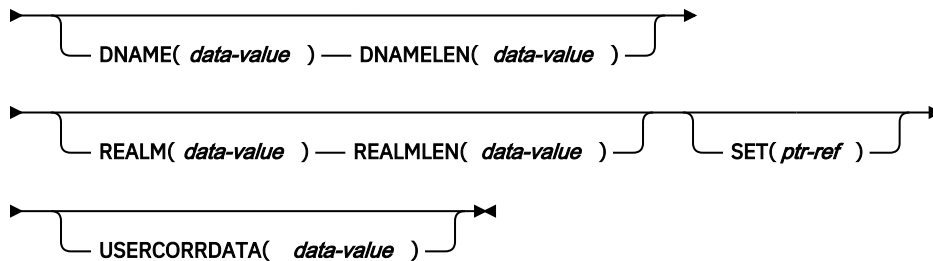 DNAME( data-value ) DNAMELEN( data-value )
REALM( data-value ) REALMLEN( data-value ) SET( ptr-ref )
USERCORRDATA( data-value )